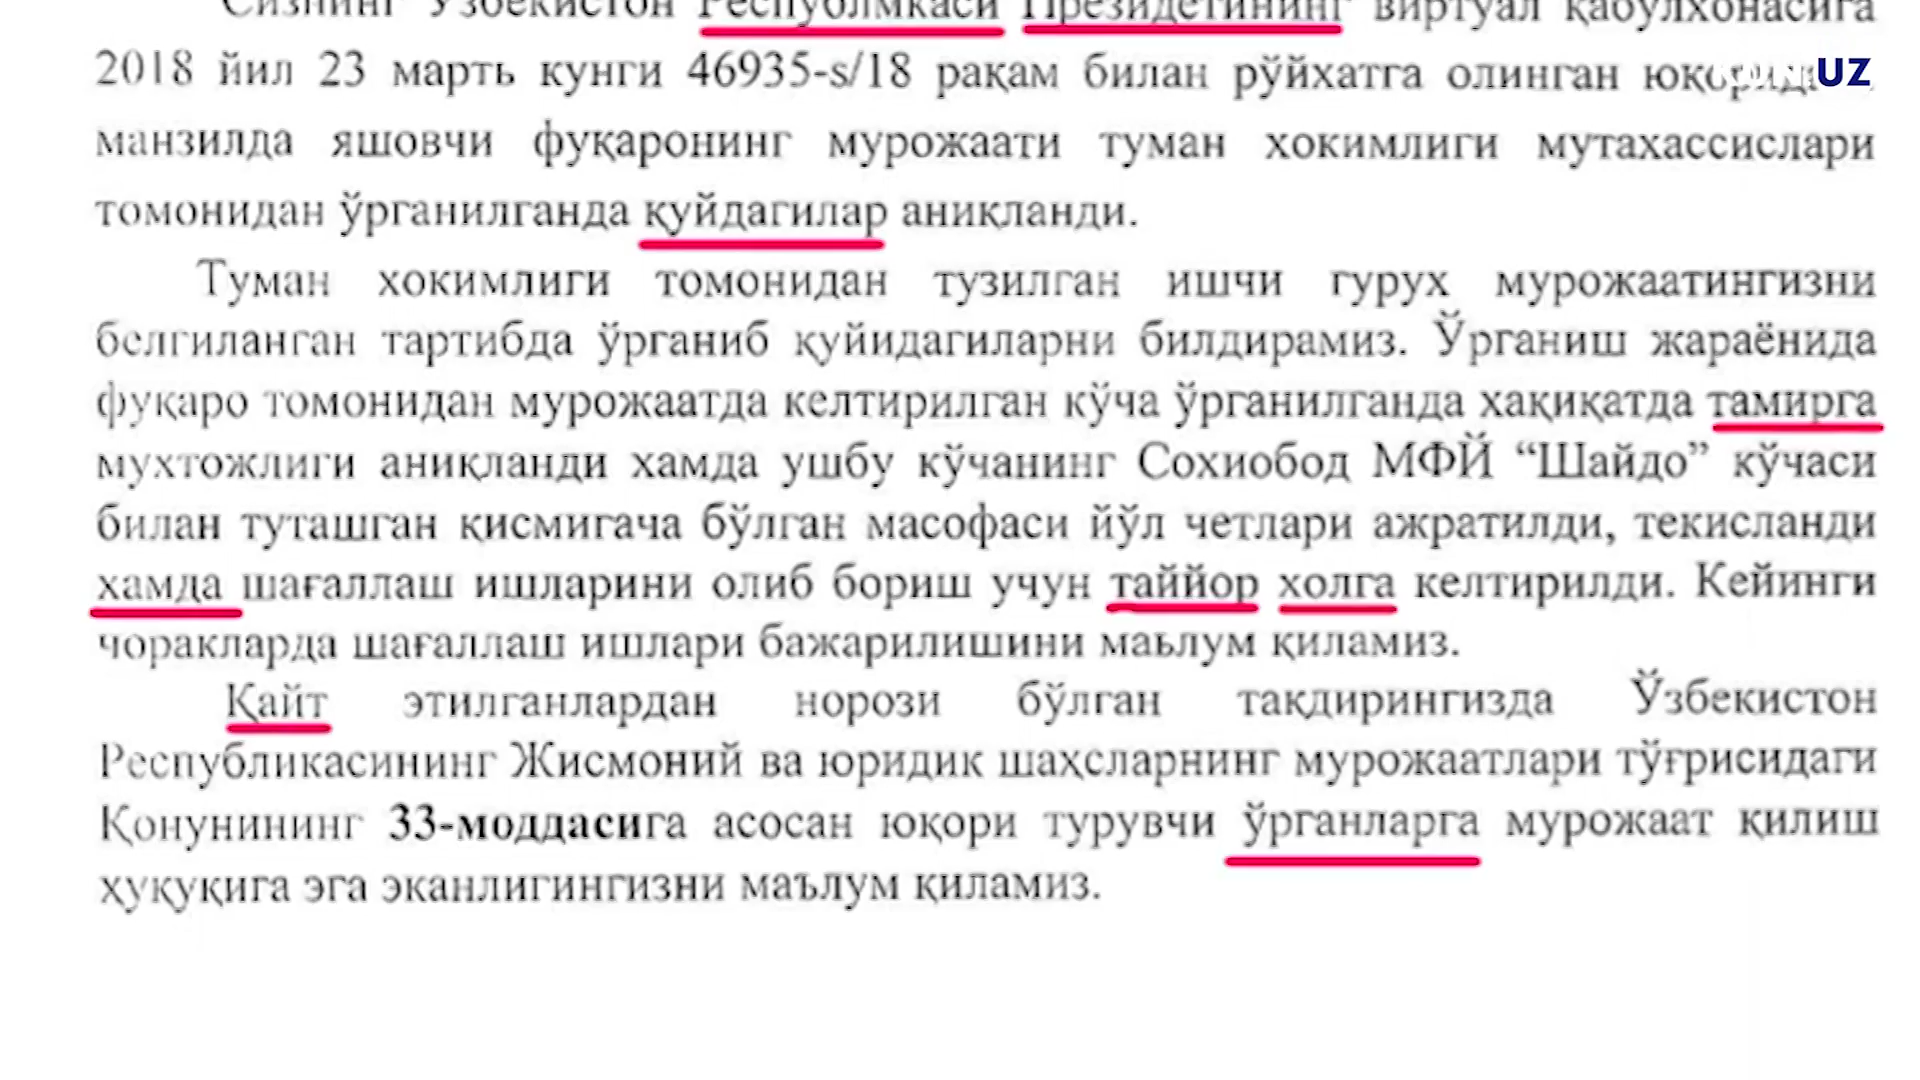 Сизнинг Ўзбекистон Республмкаси Президетининг виртуал қабулхонасига
2018 йил 23 марть кунги 46935-s/18 рақам билан рўйхатга олинган юқорида
UZ
манзилда яшовчи фуқаронинг мурожаати туман хокимлиги мутахассислари
томонидан ўрганилганда қуйдагилар аниқланди.
Туман хокимлиги томонидан тузилган ишчи гурух мурожаатингизни
белгиланган тартибда ўрганиб қуйидагиларни билдирамиз. Ўрганиш жараёнида
фуқаро томонидан мурожаатда келтирилган кўча ўрганилганда хақиқатда тамирга
мухтожлиги аниқланди хамда ушбу кўчанинг Сохиобод МФЙ “Шайдо” кўчаси
билан туташган қисмигача бўлган масофаси йўл четлари ажратилди, текисланди
хамда шағаллаш ишларини олиб бориш учун таййор холга келтирилди. Кейинги
чоракларда шағаллаш ишлари бажарилишини маьлум қиламиз.
Қайт этилганлардан норози бўлган тақдирингизда Ўзбекистон
Республикасининг Жисмоний ва юридик шаҳсларнинг мурожаатлари тўғрисидаги
Қонунининг 33-моддасига асосан юқори турувчи ўрганларга мурожаат қилиш
ҳуқуқига эга эканлигингизни маълум қиламиз.